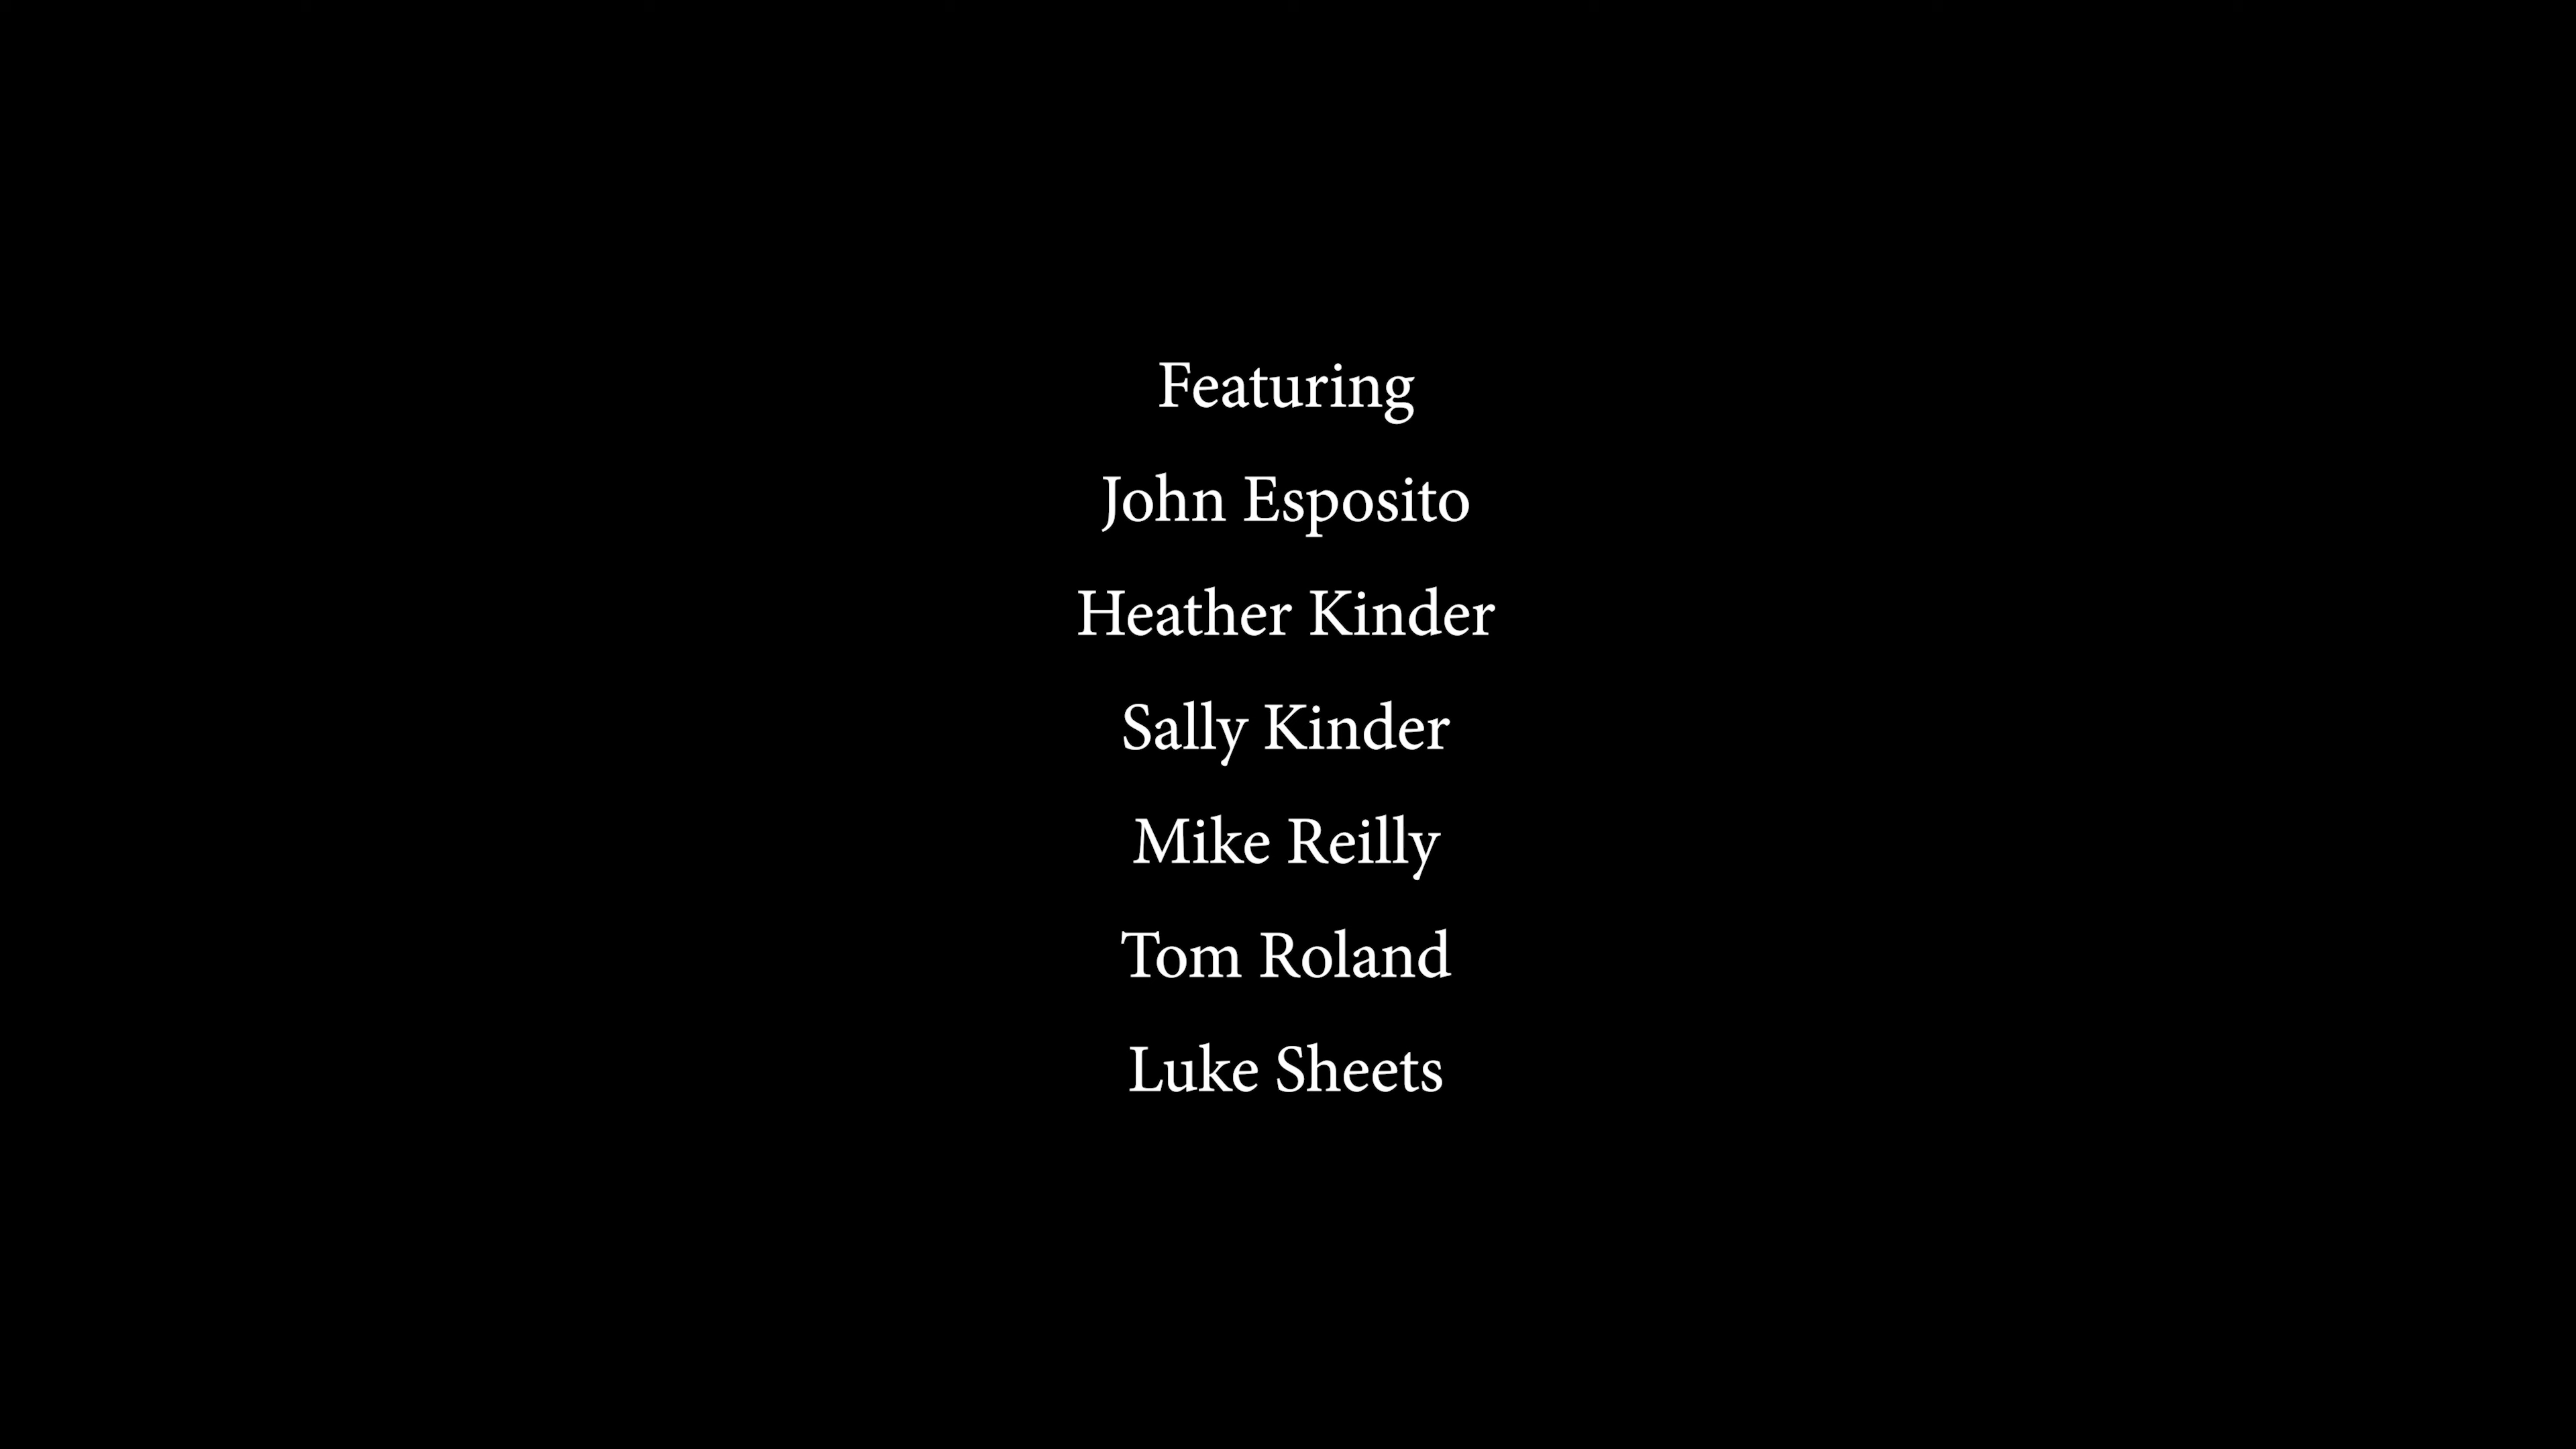 Featuring
John Esposito
Heather Kinder
Sally Kinder
Mike Reilly
Tom Roland
Luke Sheets